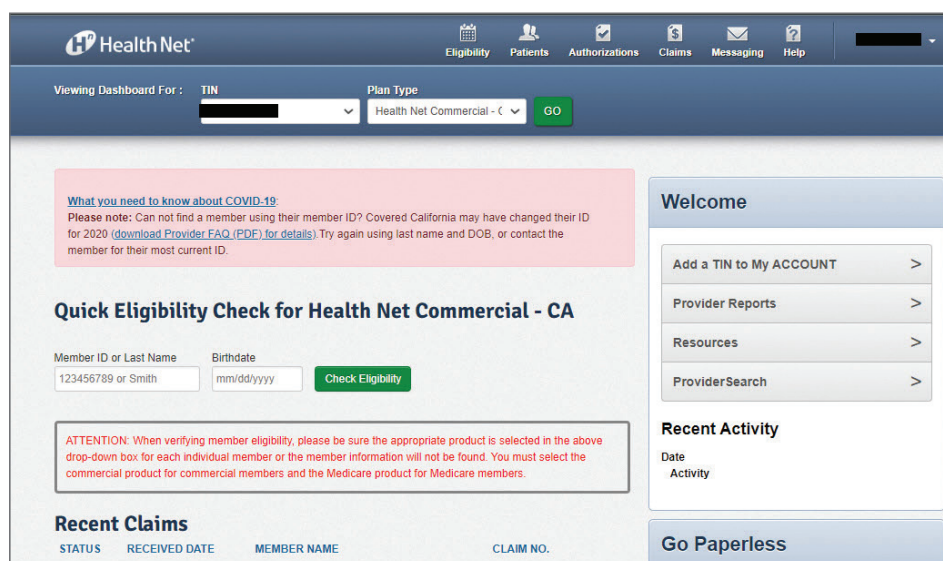 Health Net
Eligibility Patients Authorizations Claims Messaging Help
Viewing Dashboard For : TIN Plan Type
Health Net Commercial - C GO
What you need to know about COVID-19:
Please note: Can not find a member using their member ID? Covered California may have changed their ID
for 2020 (download Provider FAQ (PDF) for details).Try again using last name and DOB, or contact the
member for their most current ID.
Quick Eligibility Check for Health Net Commercial - CA
Member ID or Last Name Birthdate
123456789 or Smith mm/dd/yyyy Check Eligibility
ATTENTION: When verifying member eligibility, please be sure the appropriate product is selected in the above
drop-down box for each individual member or the member information will not be found. You must select the
commercial product for commercial members and the Medicare product for Medicare members.
Recent Claims
STATUS RECEIVED DATE MEMBER NAME CLAIM NO.
Welcome
Add a TIN to My ACCOUNT >
Provider Reports >
Resources >
ProviderSearch >
Recent Activity
Date
Activity
Go Paperless